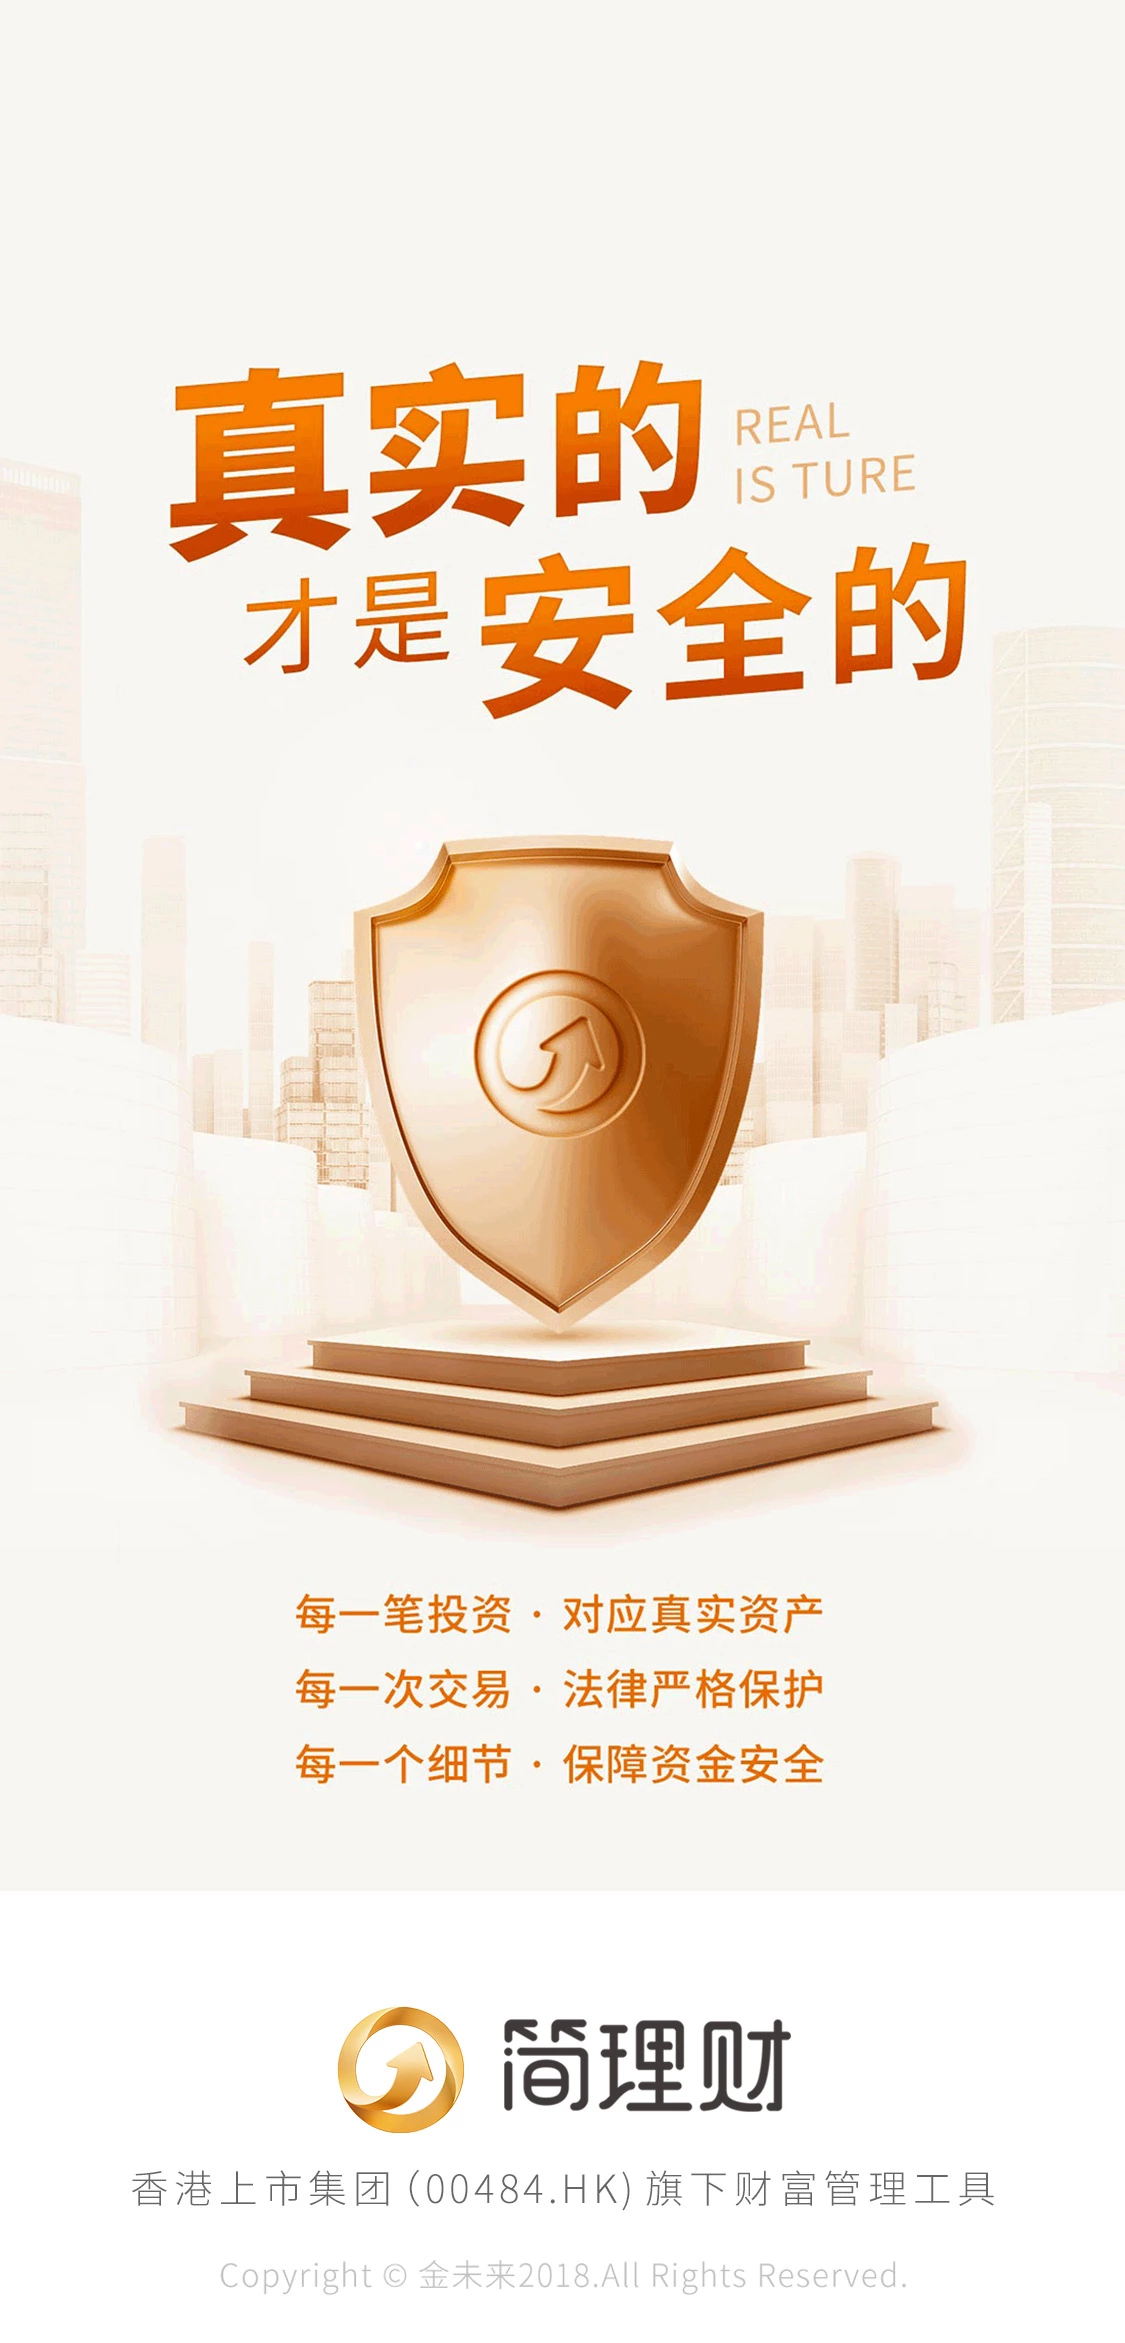 真实的
REAL
IS TURE
才是安全的
每一笔投资 · 对应真实资产
每一次交易 · 法律严格保护
每一个细节 · 保障资金安全
简理财
香港上市集团（00484.HK）旗下财富管理工具
Copyright © 金未来2018.All Rights Reserved.